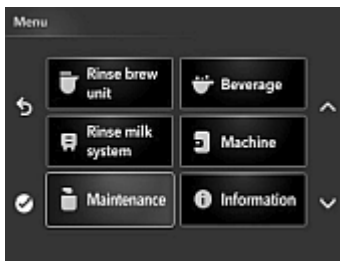 Menu
Rinse brew
unit
Beverage
Rinse milk
system
Machine
Maintenance
Information